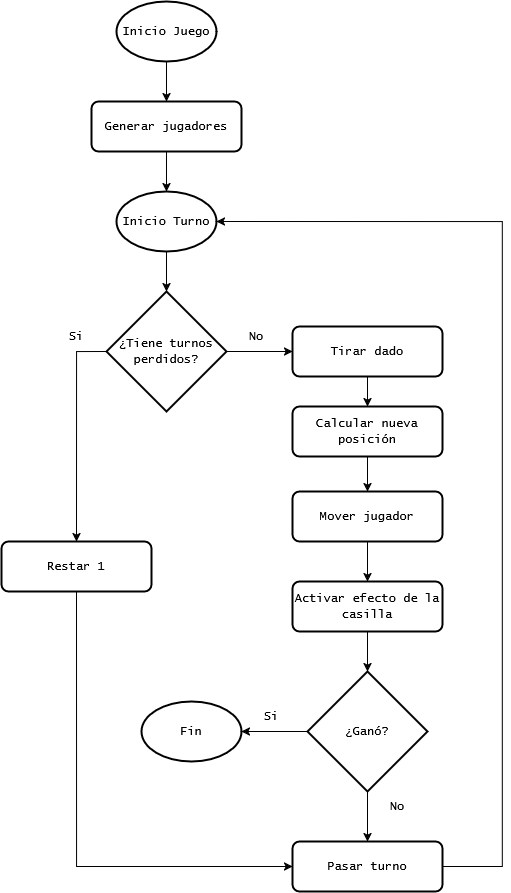 Inicio Juego
Generar jugadores
Inicio Turno
¿Tiene turnos
perdidos?
Si
No
Tirar dado
Calcular nueva
posición
Mover jugador
Restar 1
Activar efecto de la
casilla
¿Ganó?
Si
Fin
No
Pasar turno